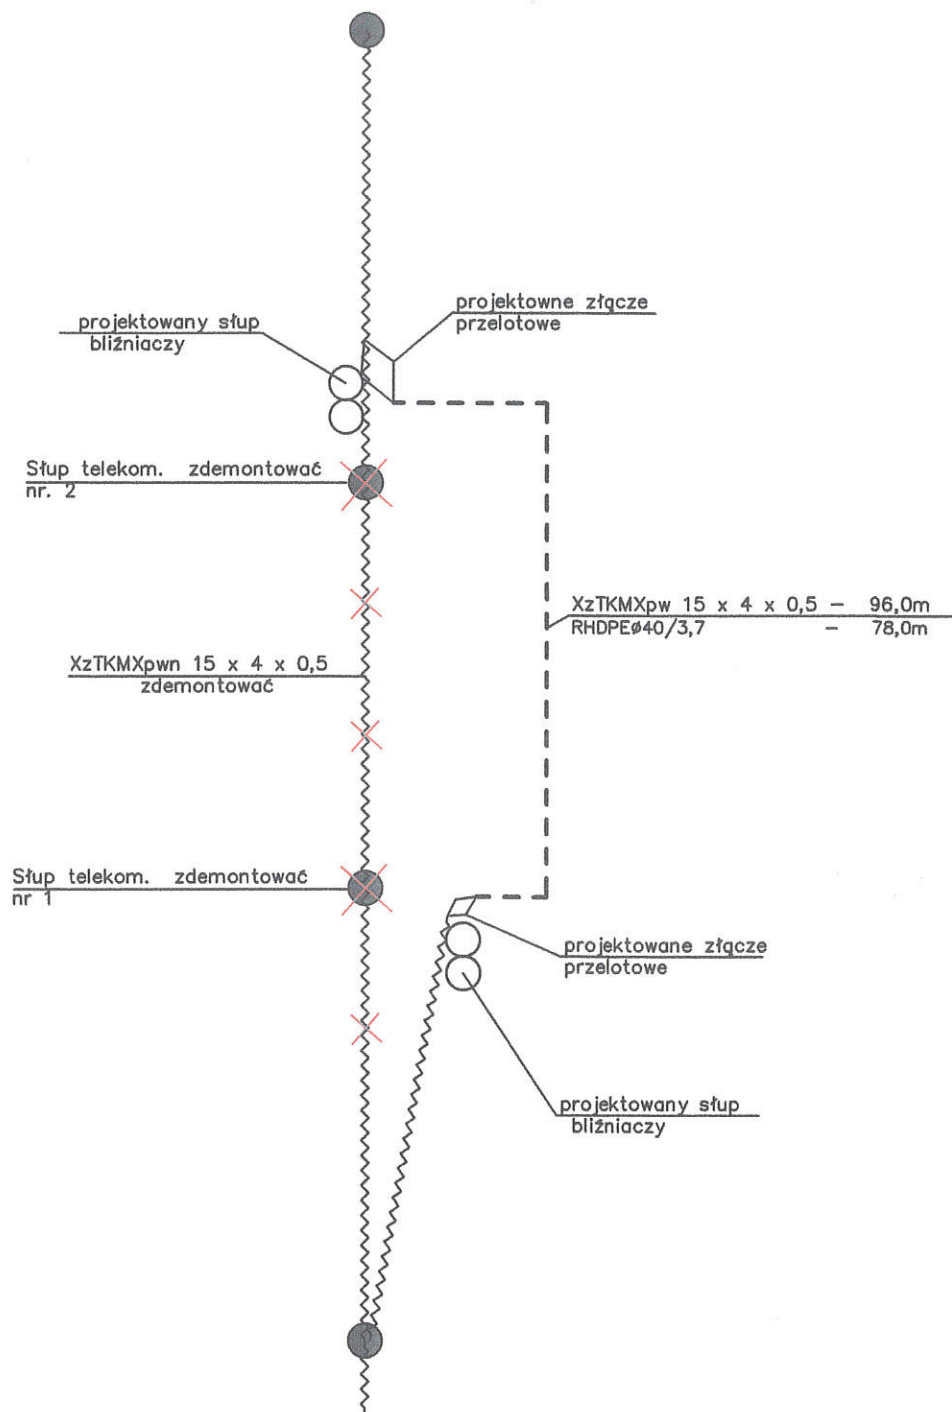 projektowne złącze
przelotowe
projektowany słup
bliźniaczy
Słup telekom. zdemontować
nr. 2
XzTKMXpw 15 x 4 x 0,5 – 96,0m
RHDPEø40/3,7 – 78,0m
XzTKMXpwn 15 x 4 x 0,5
zdemontować
Słup telekom. zdemontować
nr 1
projektowane złącze
przelotowe
projektowany słup
bliźniaczy